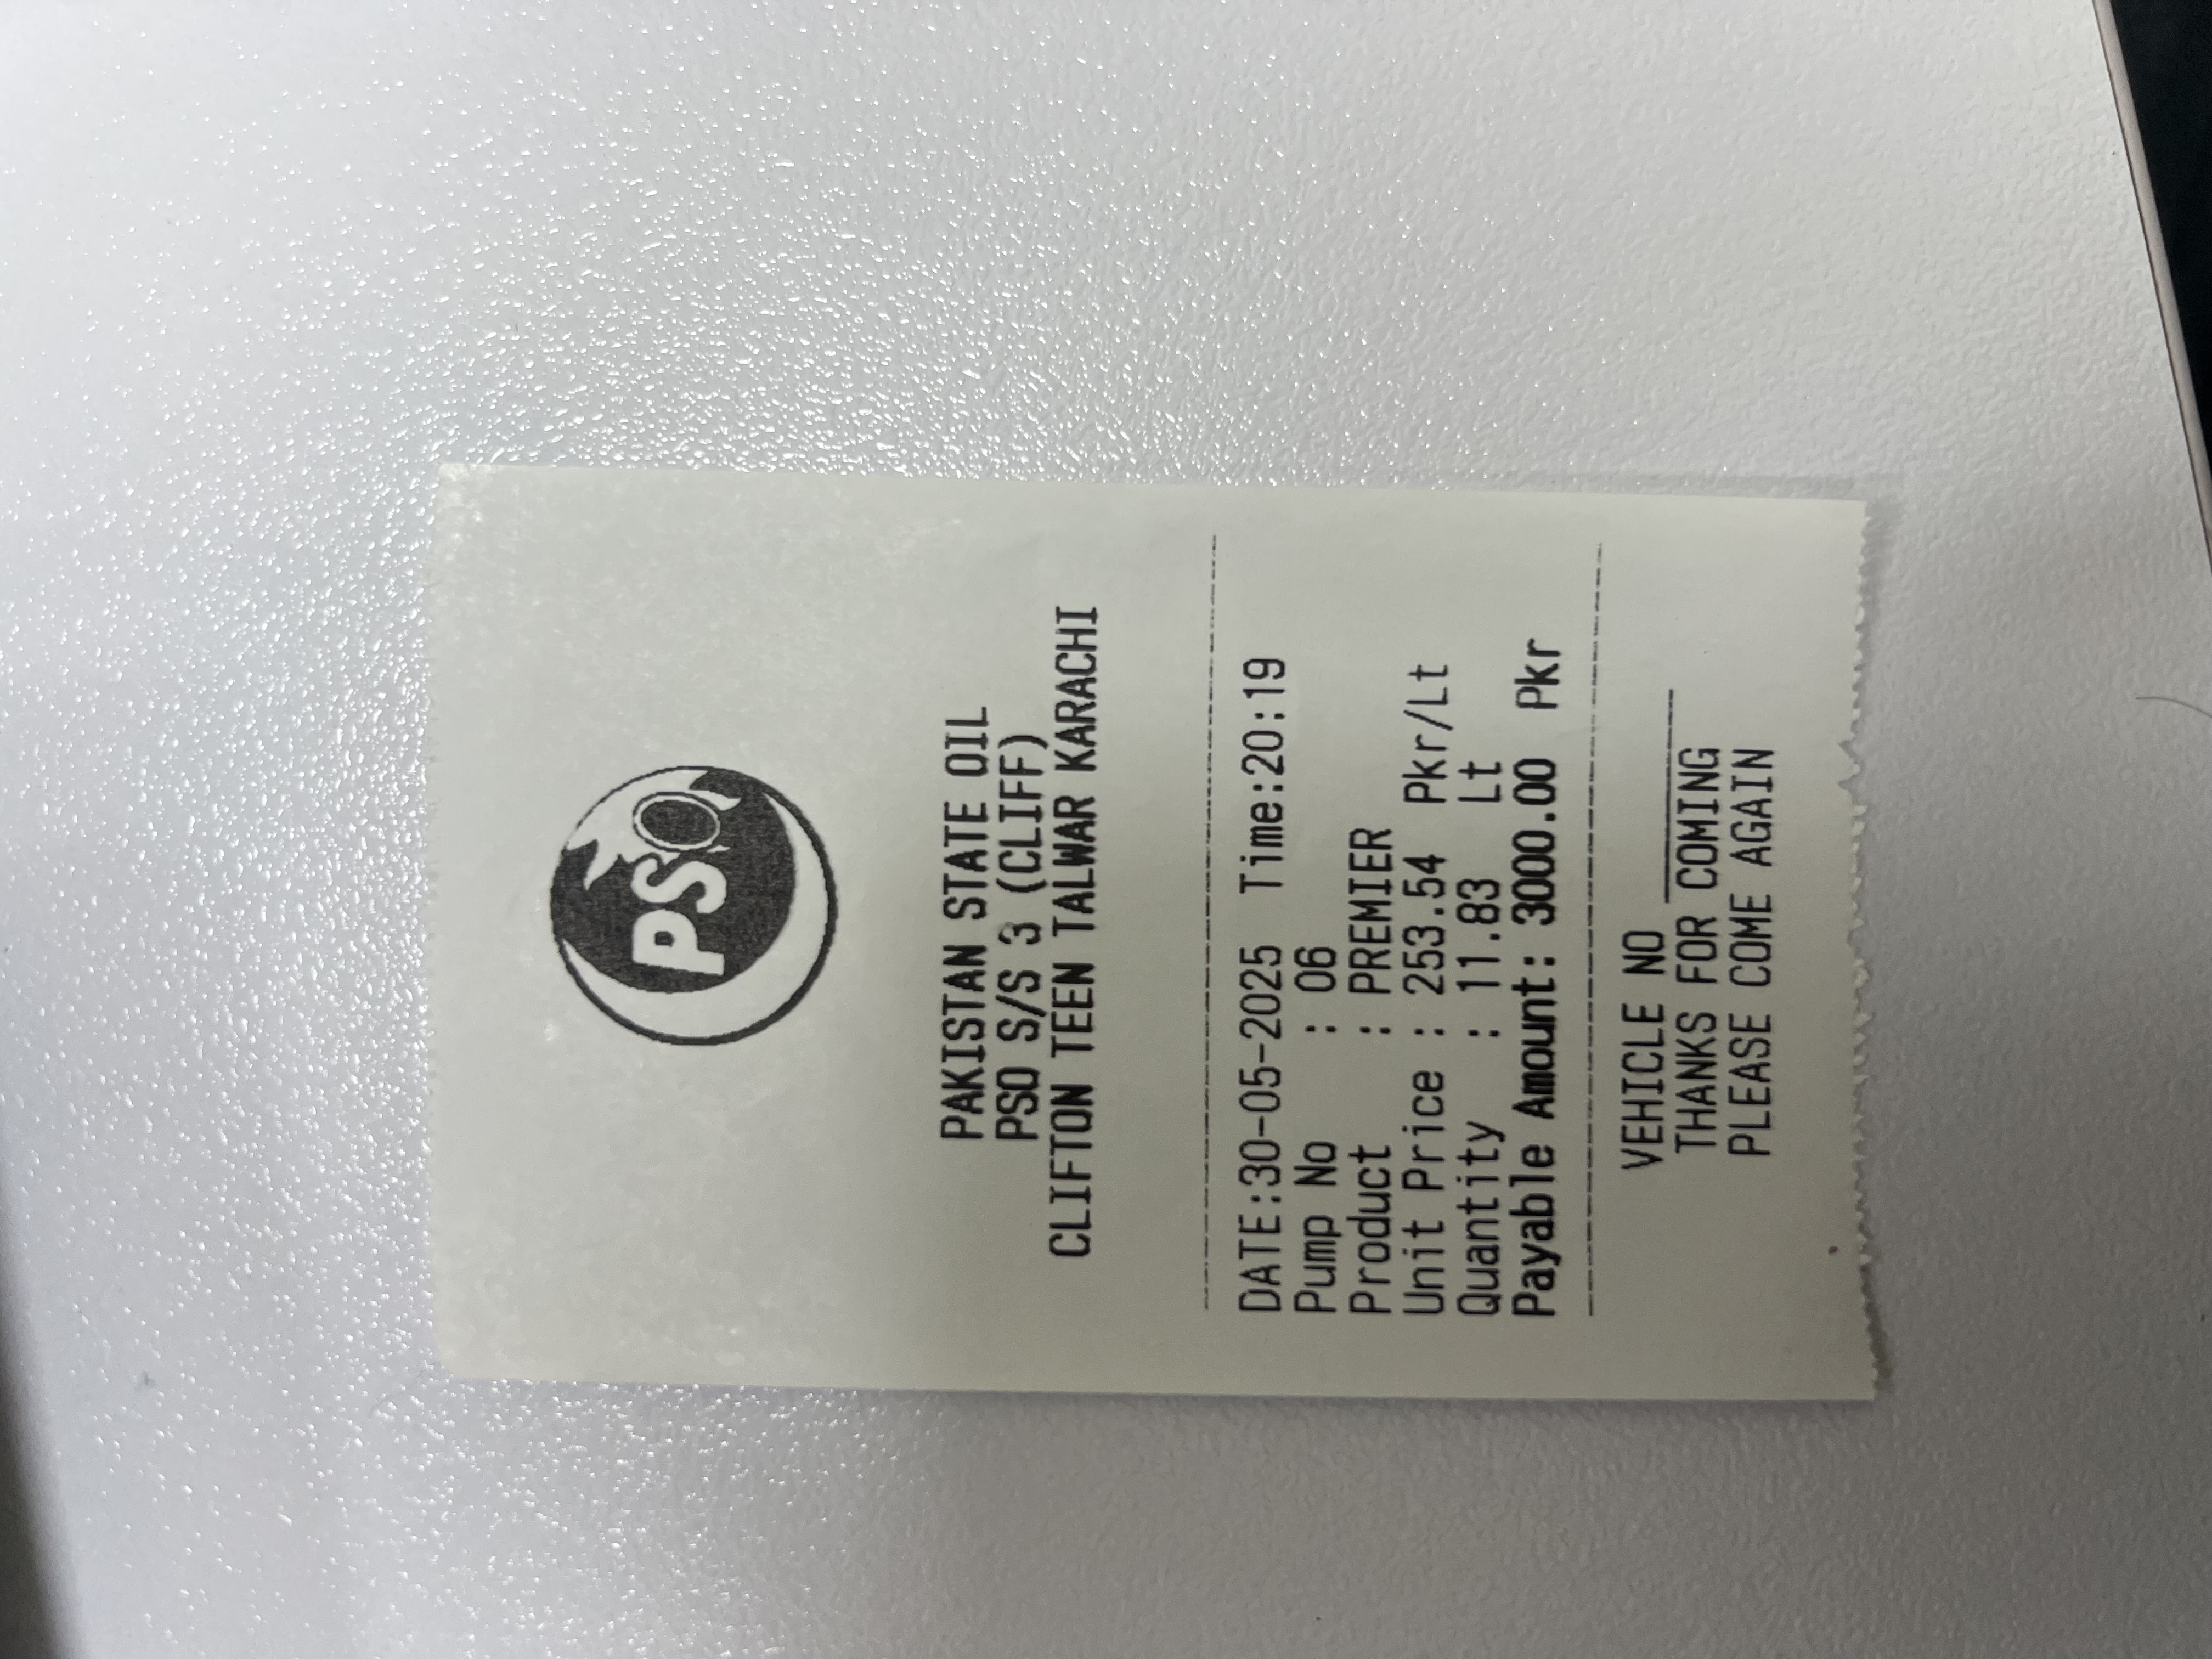 PSO
PAKISTAN STATE OIL
PSO S/S 3 (CLIFF)
CLIFTON TEEN TALWAR KARACHI
DATE:30-05-2025 Time:20:19
Pump No : 06
Product : PREMIER
Unit Price : 253.54 Pkr/Lt
Quantity : 11.83 Lt
Payable Amount: 3000.00 Pkr
VEHICLE NO _________
THANKS FOR COMING
PLEASE COME AGAIN